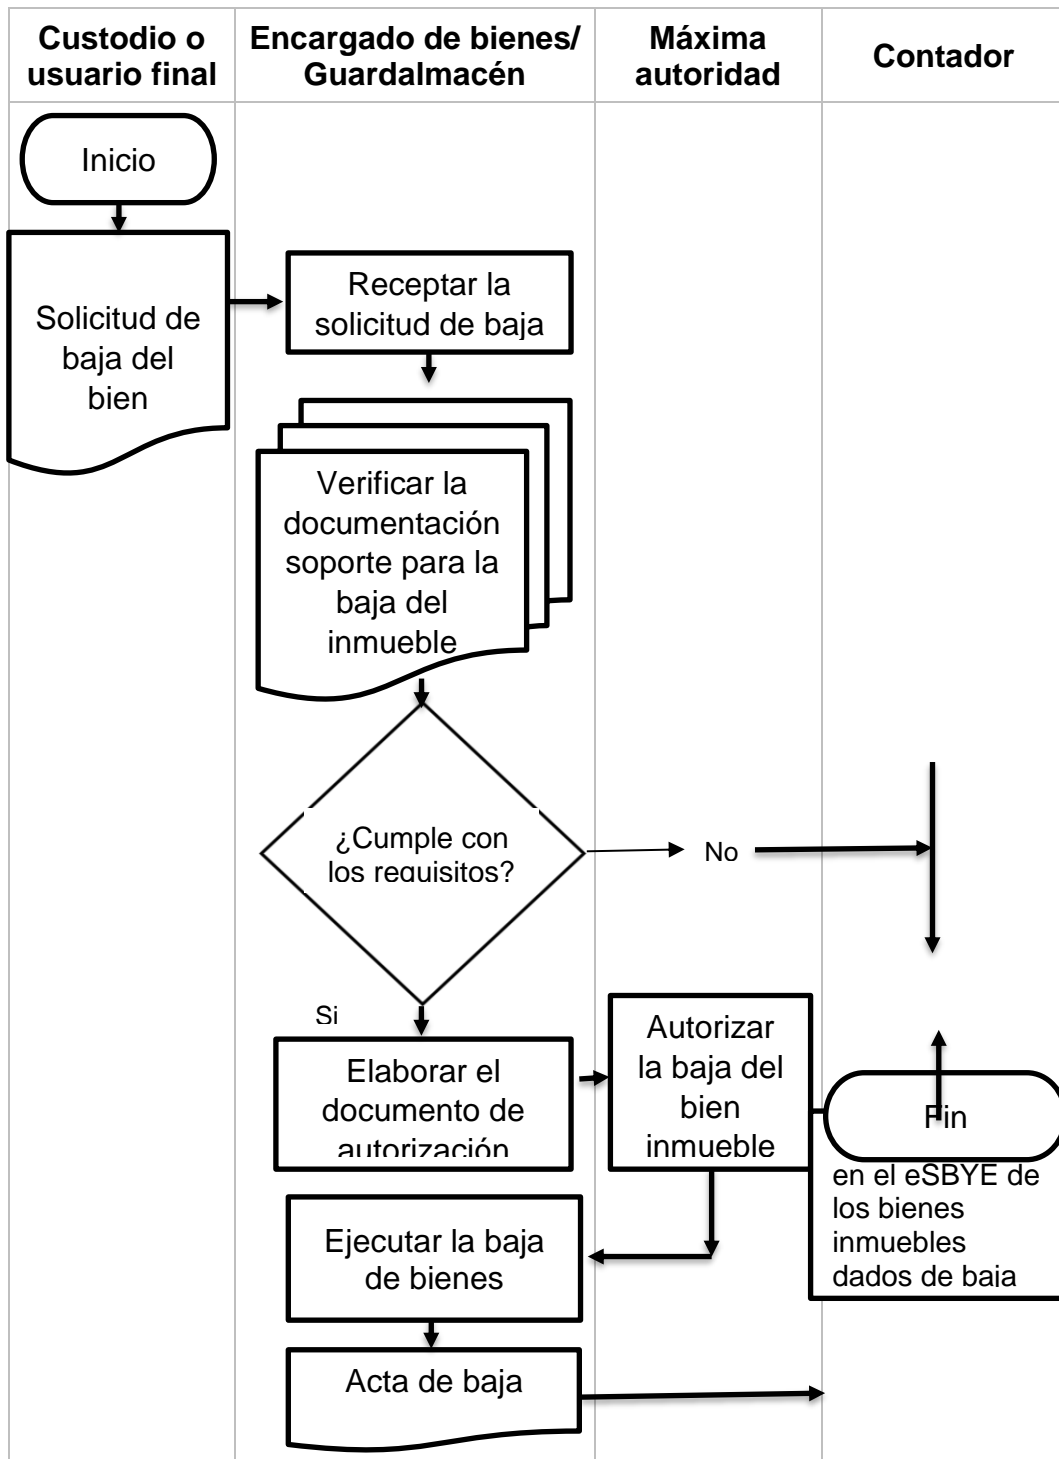 Custodio o
usuario final
Encargado de bienes/
Guardalmacén
Máxima
autoridad
Contador
Inicio
Solicitud de
baja del
bien
Receptar la
solicitud de baja
Verificar la
documentación
soporte para la
baja del
inmueble
¿Cumple con
los requisitos?
No
Si
Elaborar el
documento de
autorización
Autorizar
la baja del
bien
inmueble
Fin
en el eSBYE de
los bienes
inmuebles
dados de baja
Ejecutar la baja
de bienes
Acta de baja